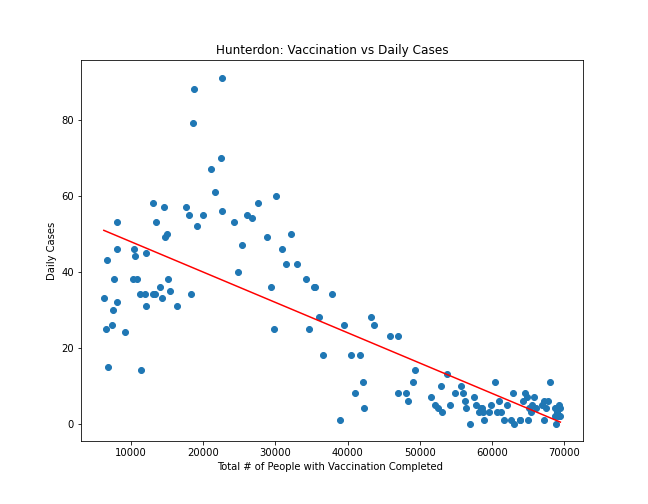 Hunterdon: Vaccination vs Daily Cases
Daily Cases
80
60
40
20
0
10000 20000 30000 40000 50000 60000 70000
Total # of People with Vaccination Completed